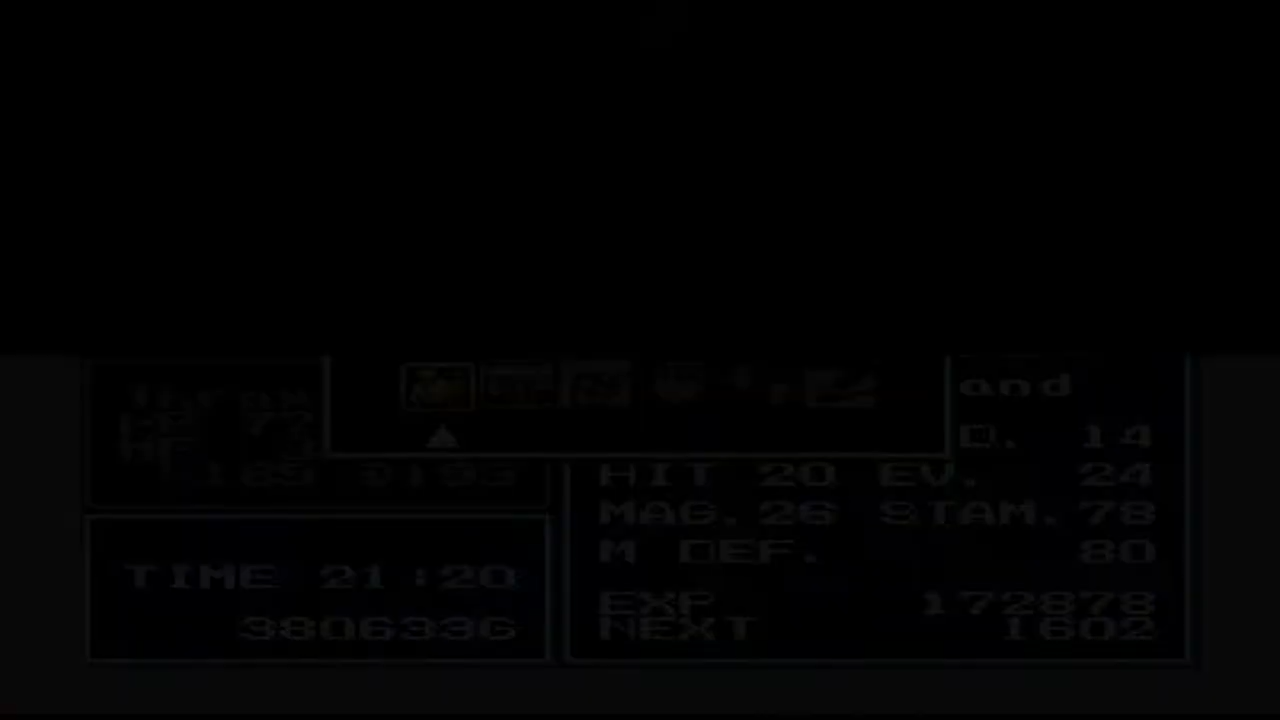 and
D. 14
HIT 20 EV. 24
MAG. 26 STAM. 78
M DEF. 80
TIME 21:20
380633G
EXP 172878
NEXT 1602